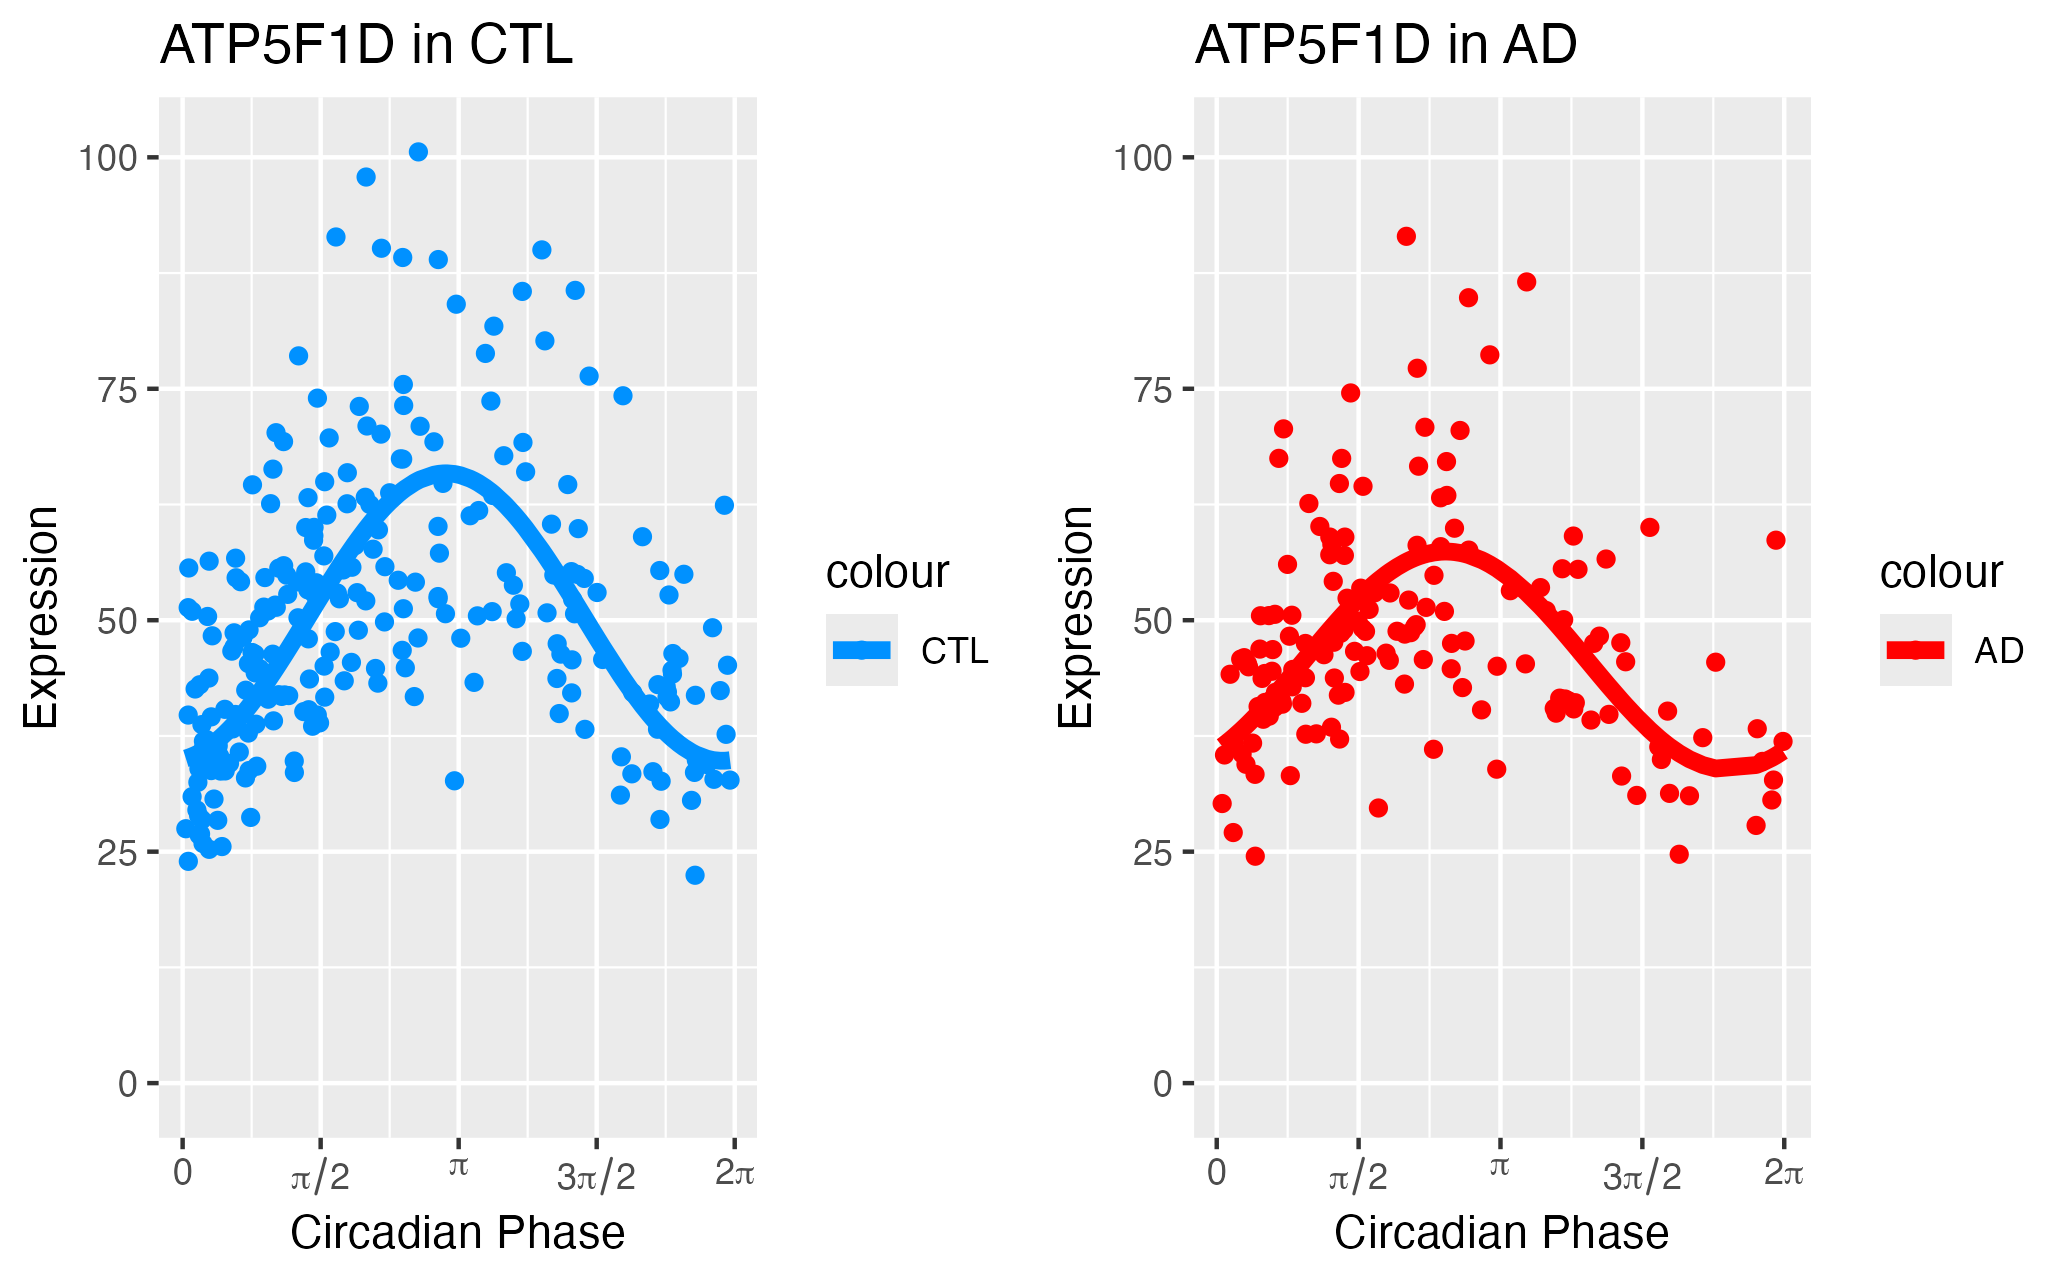 ATP5F1D in CTL
100
75
50
25
0
Expression
0
π/2
π
3π/2
2π
Circadian Phase
colour
CTL
ATP5F1D in AD
100
75
50
25
0
Expression
0
π/2
π
3π/2
2π
Circadian Phase
colour
AD